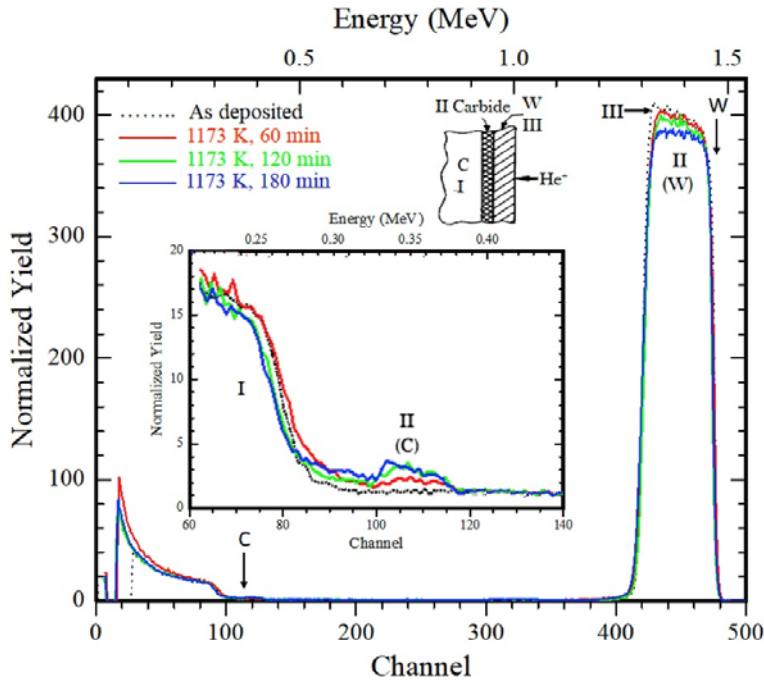 Energy (MeV)
0.5
1.0
1.5
As deposited
1173 K, 60 min
1173 K, 120 min
1173 K, 180 min
II Carbide
W
III
C
I
He⁻
III
W
II
(W)
Normalized Yield
400
300
200
100
0
Energy (MeV)
0.25
0.30
0.35
0.40
Normalized Yield
20
15
10
5
0
I
II
(C)
60
80
100
120
140
Channel
C
0
100
200
300
400
500
Channel